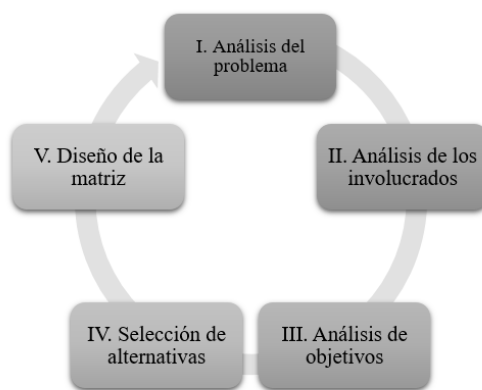 I. Análisis del
problema
II. Análisis de los
involucrados
III. Análisis de
objetivos
IV. Selección de
alternativas
V. Diseño de la
matriz